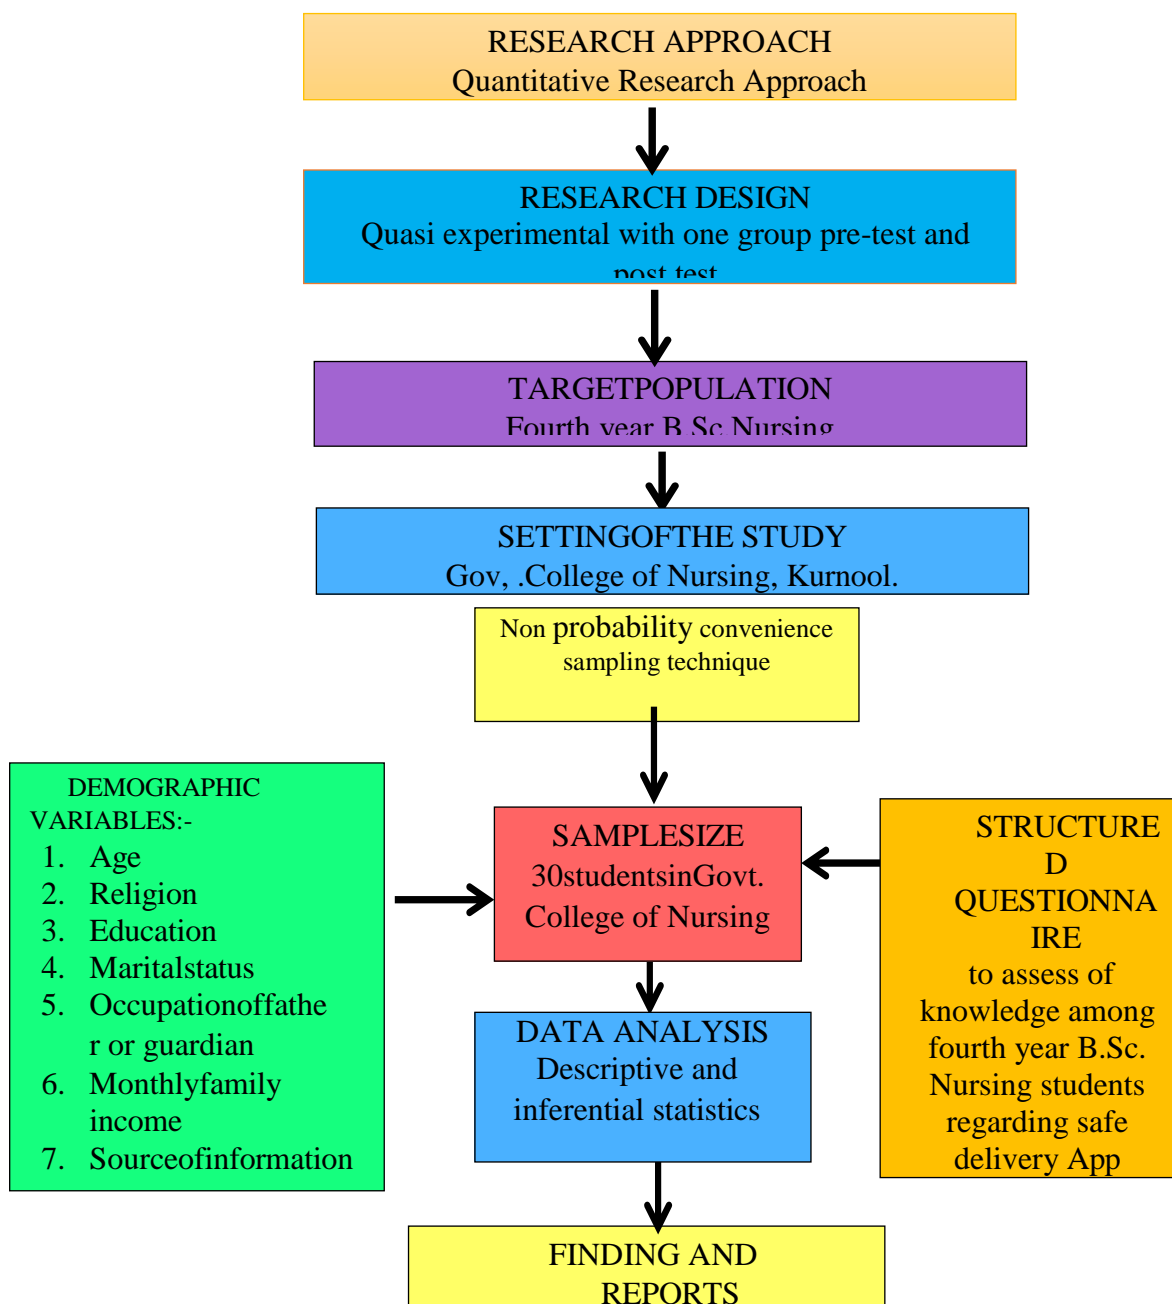 RESEARCH APPROACH
Quantitative Research Approach
RESEARCH DESIGN
Quasi experimental with one group pre-test and
post test
TARGETPOPULATION
Fourth year B.Sc Nursing
SETTINGOFTHE STUDY
Gov, .College of Nursing, Kurnool.
Non probability convenience
sampling technique
DEMOGRAPHIC
VARIABLES:-
1. Age
2. Religion
3. Education
4. Maritalstatus
5. Occupationoffathe
r or guardian
6. Monthlyfamily
income
7. Sourceofinformation
SAMPLESIZE
30studentsinGovt.
College of Nursing
STRUCTURE
D
QUESTIONNA
IRE
to assess of
knowledge among
fourth year B.Sc.
Nursing students
regarding safe
delivery App
DATA ANALYSIS
Descriptive and
inferential statistics
FINDING AND
REPORTS